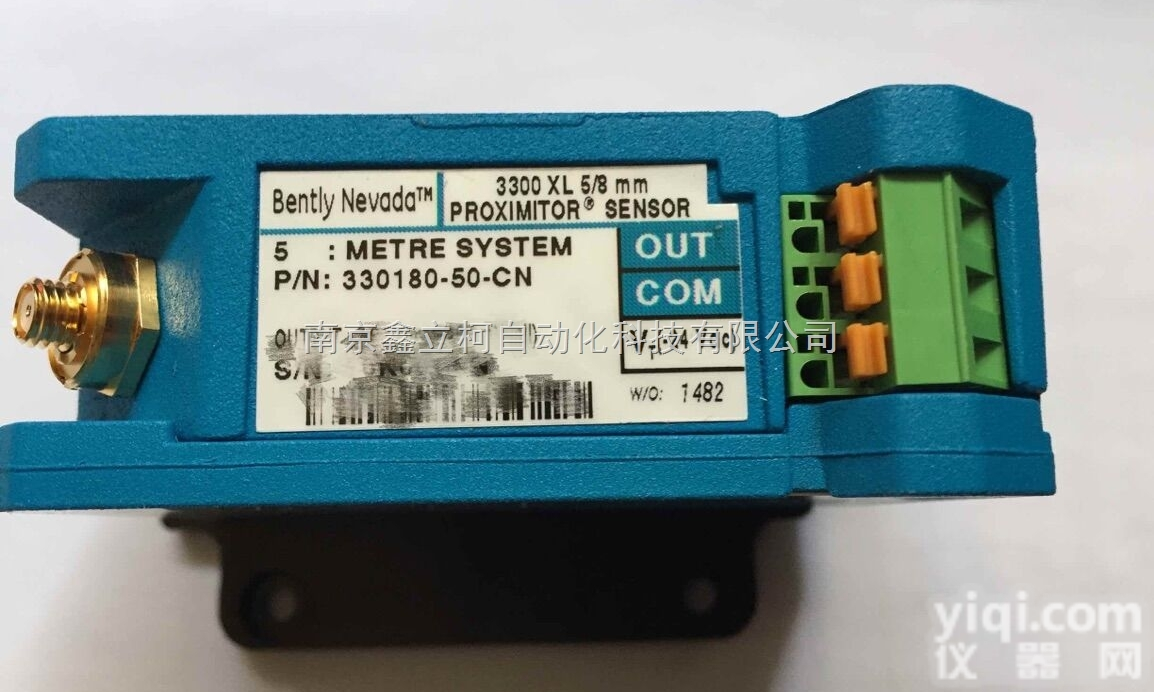 Bently Nevada™
3300 XL 5/8 mm
PROXIMITOR® SENSOR
5 : METRE SYSTEM
P/N: 330180-50-CN
OUT
COM
南京鑫立柯自动化科技有限公司
S/N
W/O: 1482
yiqi.com
仪器网